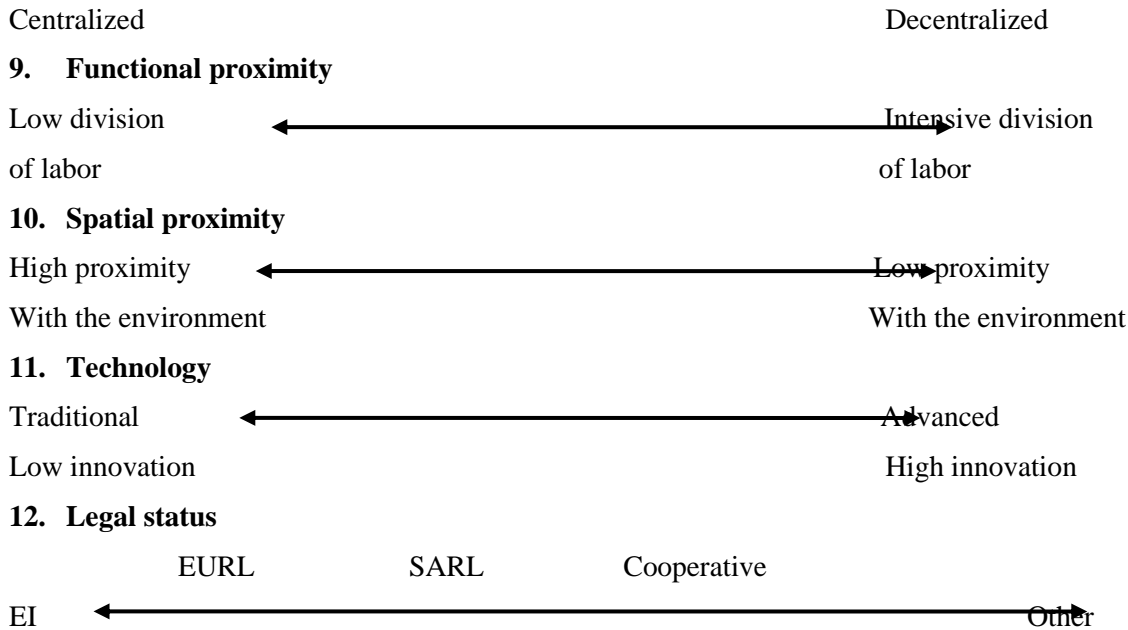 Centralized Decentralized
9. Functional proximity
Low division Intensive division
of labor of labor
10. Spatial proximity
High proximity Low proximity
With the environment With the environment
11. Technology
Traditional Advanced
Low innovation High innovation
12. Legal status
EURL SARL Cooperative
EI Other